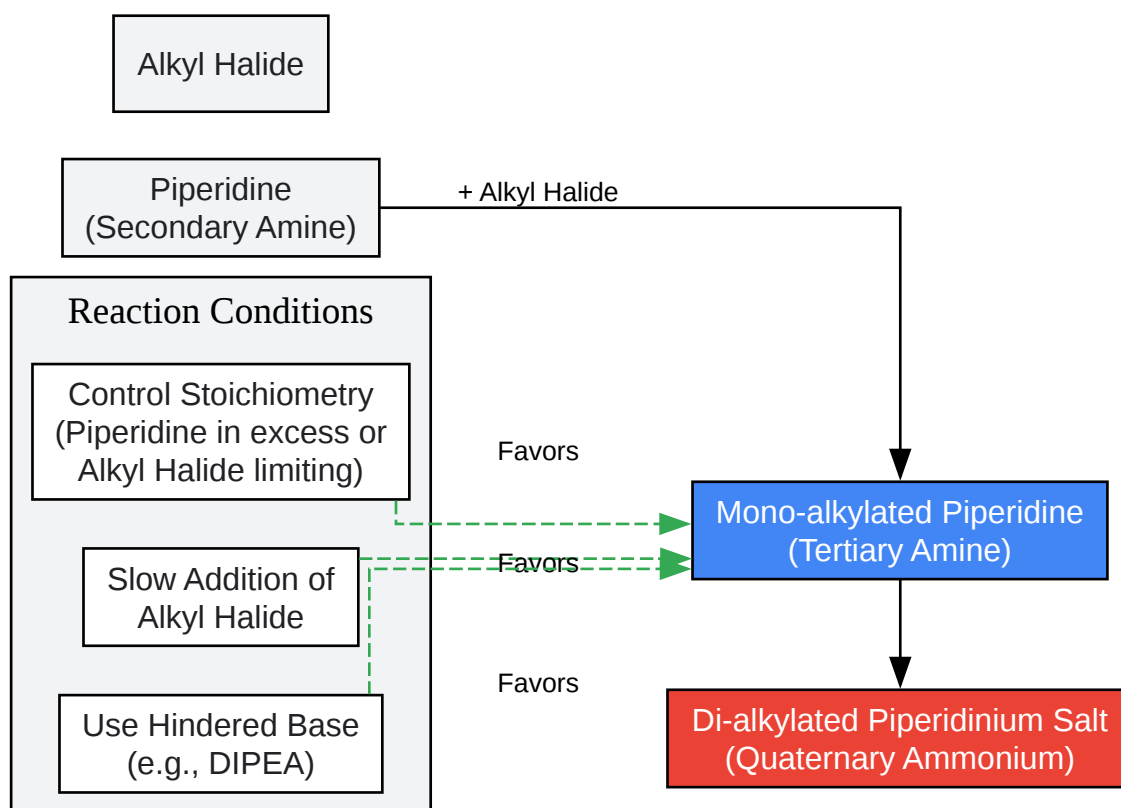 Alkyl Halide
Piperidine
(Secondary Amine)
+ Alkyl Halide
Reaction Conditions
Control Stoichiometry
(Piperidine in excess or
Alkyl Halide limiting)
Favors
Mono-alkylated Piperidine
(Tertiary Amine)
Slow Addition of
Alkyl Halide
Favors
Use Hindered Base
(e.g., DIPEA)
Favors
Di-alkylated Piperidinium Salt
(Quaternary Ammonium)